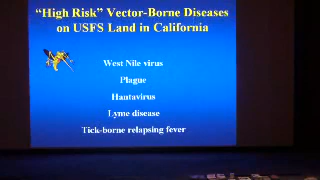 “High Risk” Vector-Borne Diseases
on USFS Land in California
West Nile virus
Plague
Hantavirus
Lyme disease
Tick-borne relapsing fever